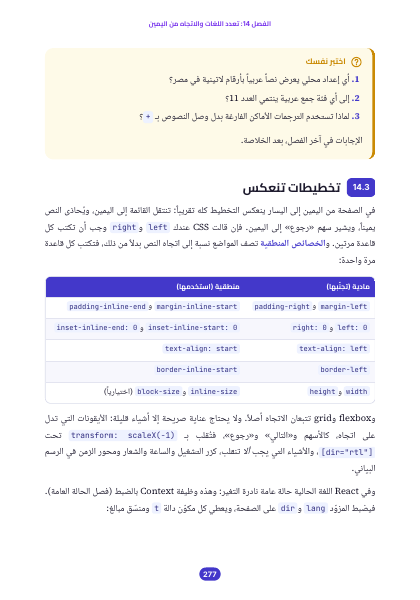 الفصل 14: تعدد اللغات والاتجاه من اليمين
اختبر نفسك
1. أي إعداد محلي يعرض نصاً عربياً بأرقام لاتينية في مصر؟
2. إلى أي فئة جمع عربية ينتمي العدد 11؟
3. لماذا تستخدم الترجمات الأماكن الفارغة بدل وصل النصوص بـ + ؟
الإجابات في آخر الفصل، بعد الخلاصة.
14.3 تخطيطات تنعكس
في الصفحة من اليمين إلى اليسار ينعكس التخطيط كله تقريباً: تنتقل القائمة إلى اليمين، ويُحاذى النص
يميناً، ويشير سهم «رجوع» إلى اليمين. فإن قالت CSS عندك left و right وجب أن تكتب كل
قاعدة مرتين. والخصائص المنطقية تصف المواضع نسبة إلى اتجاه النص بدلاً من ذلك، فتكتب كل قاعدة
مرة واحدة:
مادية (تجنّبها) منطقية (استخدمها)
margin-left و padding-right margin-inline-start و padding-inline-end
left: 0 و right: 0 inset-inline-start: 0 و inset-inline-end: 0
text-align: left text-align: start
border-left border-inline-start
width و height inline-size و block-size (اختيارياً)
وflexbox وgrid تتبعان الاتجاه أصلاً. ولا يحتاج عناية صريحة إلا أشياء قليلة: الأيقونات التي تدل
على اتجاه، كالأسهم و«التالي» و«رجوع»، فتُقلب بـ transform: scaleX(-1) تحت
[dir="rtl"]، والأشياء التي يجب ألا تنقلب، كزر التشغيل والساعة والشعار ومحور الزمن في الرسم
البياني.
وفي React اللغة الحالية حالة عامة نادرة التغير؛ وهذه وظيفة Context بالضبط (فصل الحالة العامة).
فيضبط المزوّد lang و dir على الصفحة، ويعطي كل مكوّن دالة t ومنسّق مبالغ:
277